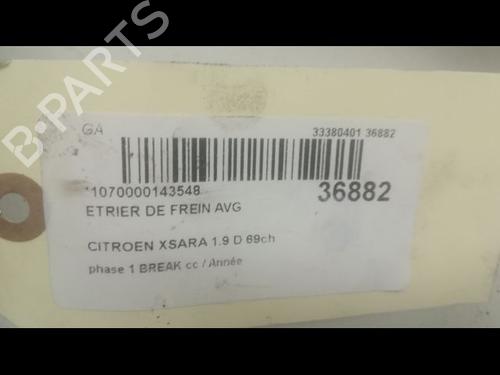 B-PARTS
GA
33380401 36882
*1070000143548
36882
ETRIER DE FREIN AVG
CITROEN XSARA 1.9 D 69ch
phase 1 BREAK cc / Année